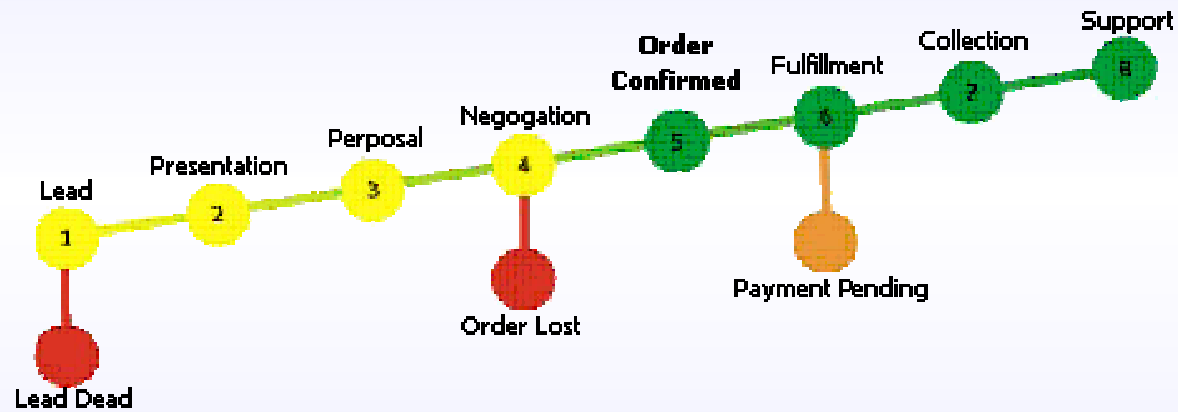 Support
Collection
Order
Confirmed
Fulfillment
Negogation
Perposal
Presentation
Lead
1
2
3
4
5
6
7
8
Payment Pending
Order Lost
Lead Dead